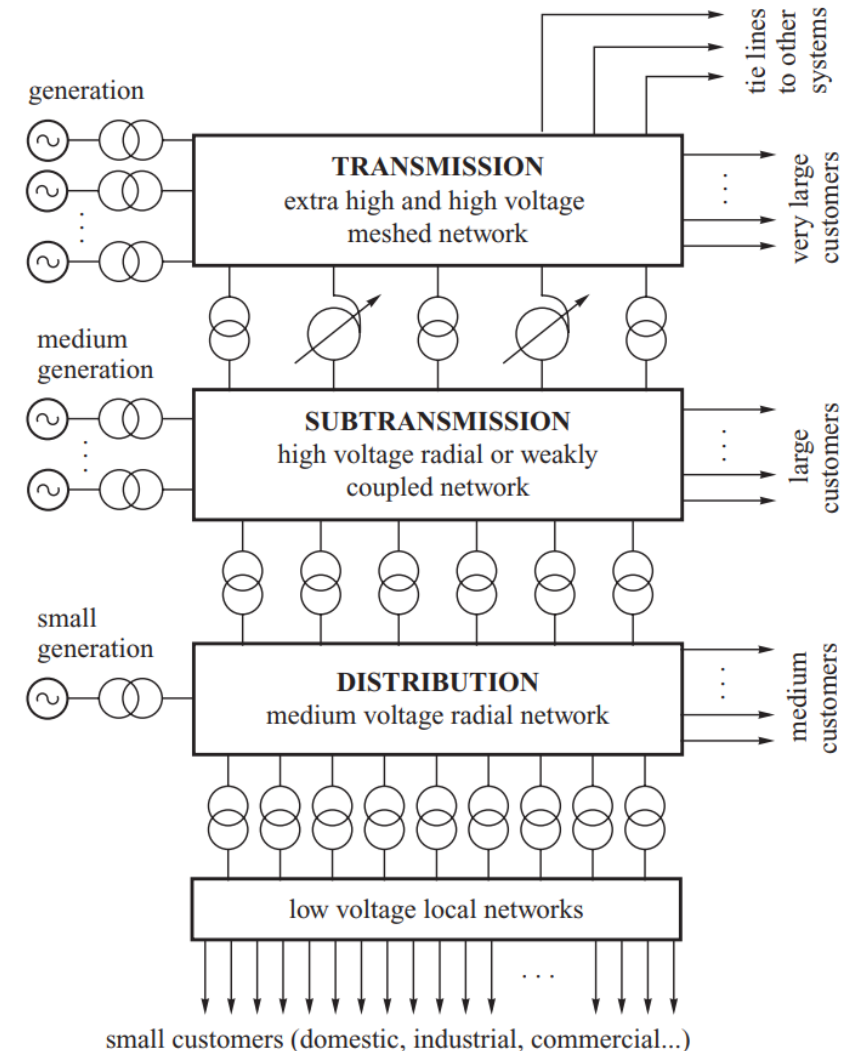 tie lines
to other
systems
generation
TRANSMISSION
extra high and high voltage
meshed network
very large
customers
medium
generation
SUBTRANSMISSION
high voltage radial or weakly
coupled network
large
customers
small
generation
DISTRIBUTION
medium voltage radial network
medium
customers
low voltage local networks
small customers (domestic, industrial, commercial...)